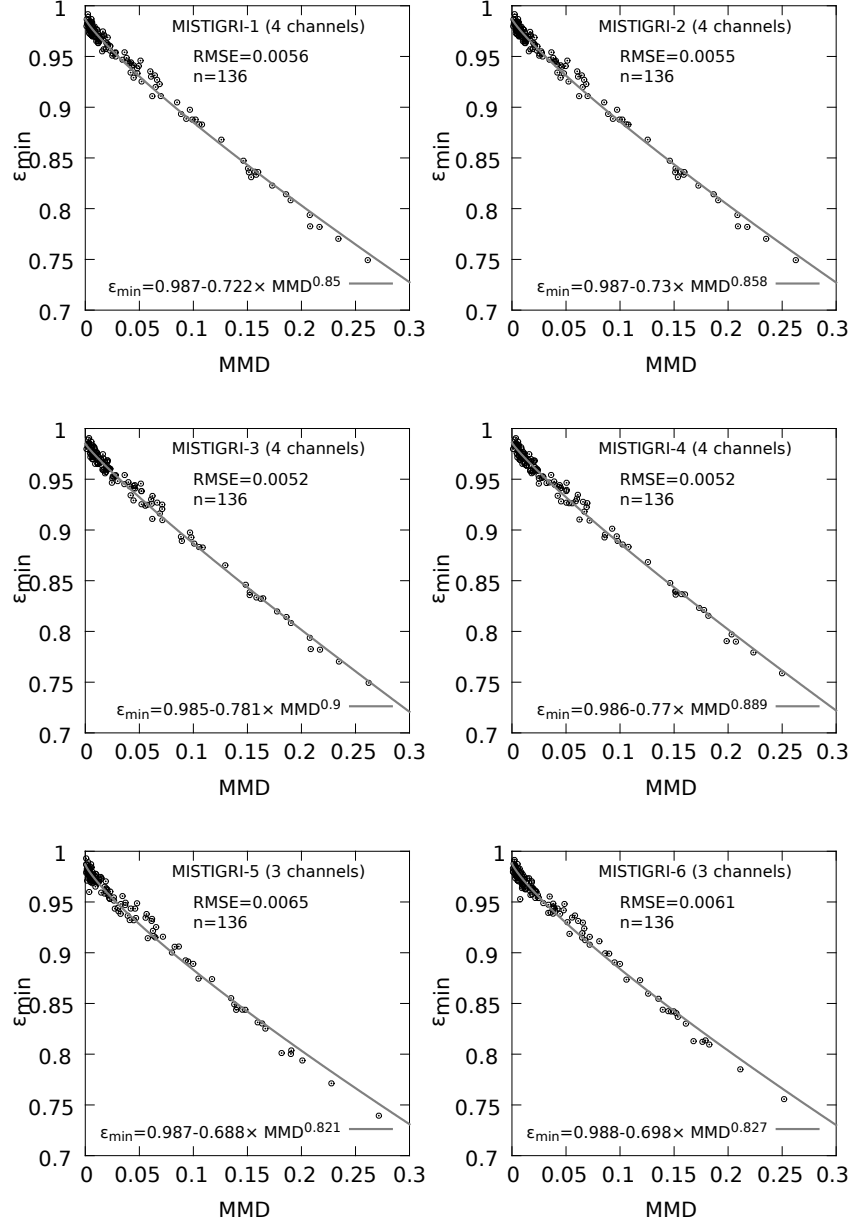 MISTIGRI-1 (4 channels)
RMSE=0.0056
n=136
εmin=0.987-0.722× MMD^0.85
εmin
1
0.95
0.9
0.85
0.8
0.75
0.7
0 0.05 0.1 0.15 0.2 0.25 0.3
MMD
MISTIGRI-2 (4 channels)
RMSE=0.0055
n=136
εmin=0.987-0.73× MMD^0.858
εmin
1
0.95
0.9
0.85
0.8
0.75
0.7
0 0.05 0.1 0.15 0.2 0.25 0.3
MMD
MISTIGRI-3 (4 channels)
RMSE=0.0052
n=136
εmin=0.985-0.781× MMD^0.9
εmin
1
0.95
0.9
0.85
0.8
0.75
0.7
0 0.05 0.1 0.15 0.2 0.25 0.3
MMD
MISTIGRI-4 (4 channels)
RMSE=0.0052
n=136
εmin=0.986-0.77× MMD^0.889
εmin
1
0.95
0.9
0.85
0.8
0.75
0.7
0 0.05 0.1 0.15 0.2 0.25 0.3
MMD
MISTIGRI-5 (3 channels)
RMSE=0.0065
n=136
εmin=0.987-0.688× MMD^0.821
εmin
1
0.95
0.9
0.85
0.8
0.75
0.7
0 0.05 0.1 0.15 0.2 0.25 0.3
MMD
MISTIGRI-6 (3 channels)
RMSE=0.0061
n=136
εmin=0.988-0.698× MMD^0.827
εmin
1
0.95
0.9
0.85
0.8
0.75
0.7
0 0.05 0.1 0.15 0.2 0.25 0.3
MMD